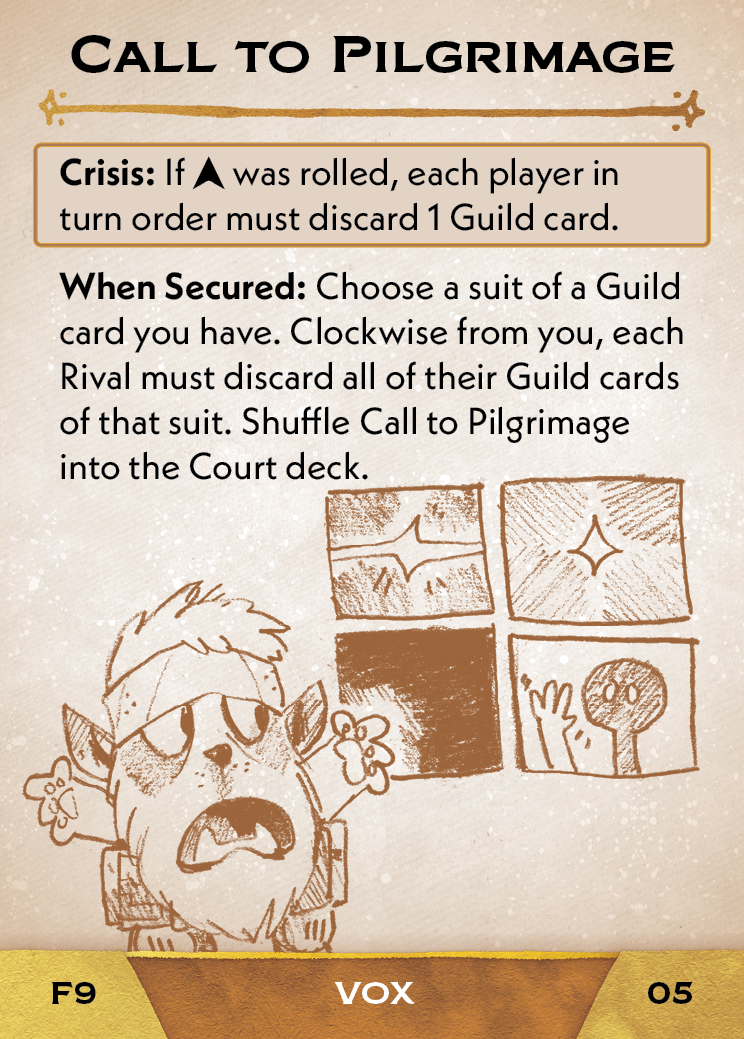 CALL TO PILGRIMAGE
Crisis: If was rolled, each player in
turn order must discard 1 Guild card.
When Secured: Choose a suit of a Guild
card you have. Clockwise from you, each
Rival must discard all of their Guild cards
of that suit. Shuffle Call to Pilgrimage
into the Court deck.
F9 VOX 05